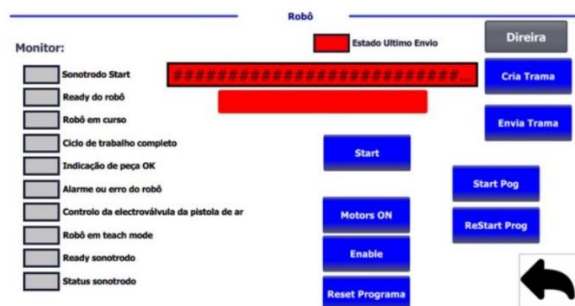 Robô
Estado Ultimo Envio
Direira
Monitor:
Sonotrodo Start
###########################...
Cria Trama
Ready do robô
Robô em curso
Envia Trama
Ciclo de trabalho completo
Start
Indicação de peça OK
Alarme ou erro do robô
Start Pog
Controlo da electroválvula da pistola de ar
Motors ON
ReStart Prog
Robô em teach mode
Ready sonotrodo
Enable
Status sonotrodo
Reset Programa